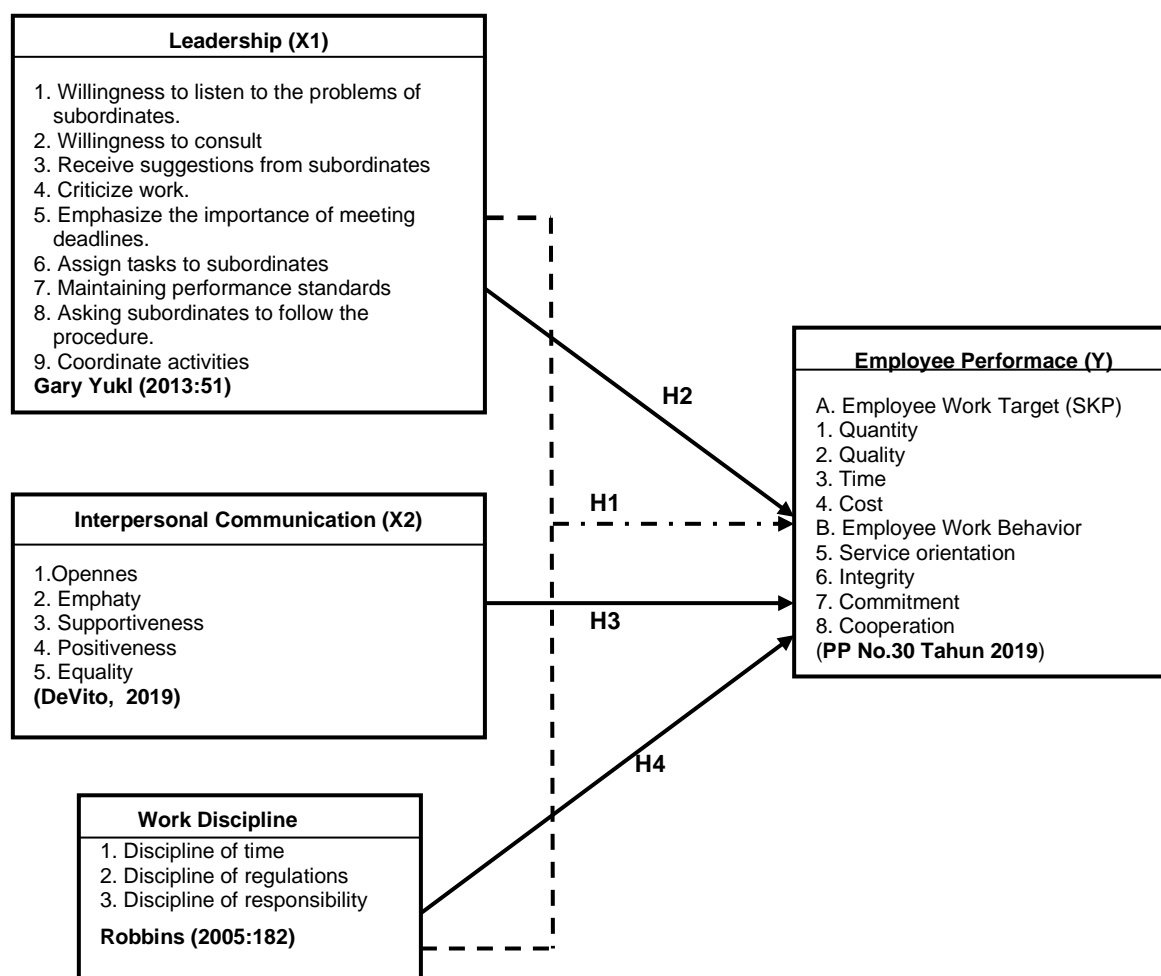 Leadership (X1)
1. Willingness to listen to the problems of
subordinates.
2. Willingness to consult
3. Receive suggestions from subordinates
4. Criticize work.
5. Emphasize the importance of meeting
deadlines.
6. Assign tasks to subordinates
7. Maintaining performance standards
8. Asking subordinates to follow the
procedure.
9. Coordinate activities
Gary Yukl (2013:51)
H2
Interpersonal Communication (X2)
1.Opennes
2. Emphaty
3. Supportiveness
4. Positiveness
5. Equality
(DeVito, 2019)
H1
H3
Work Discipline
1. Discipline of time
2. Discipline of regulations
3. Discipline of responsibility
Robbins (2005:182)
H4
Employee Performace (Y)
A. Employee Work Target (SKP)
1. Quantity
2. Quality
3. Time
4. Cost
B. Employee Work Behavior
5. Service orientation
6. Integrity
7. Commitment
8. Cooperation
(PP No.30 Tahun 2019)